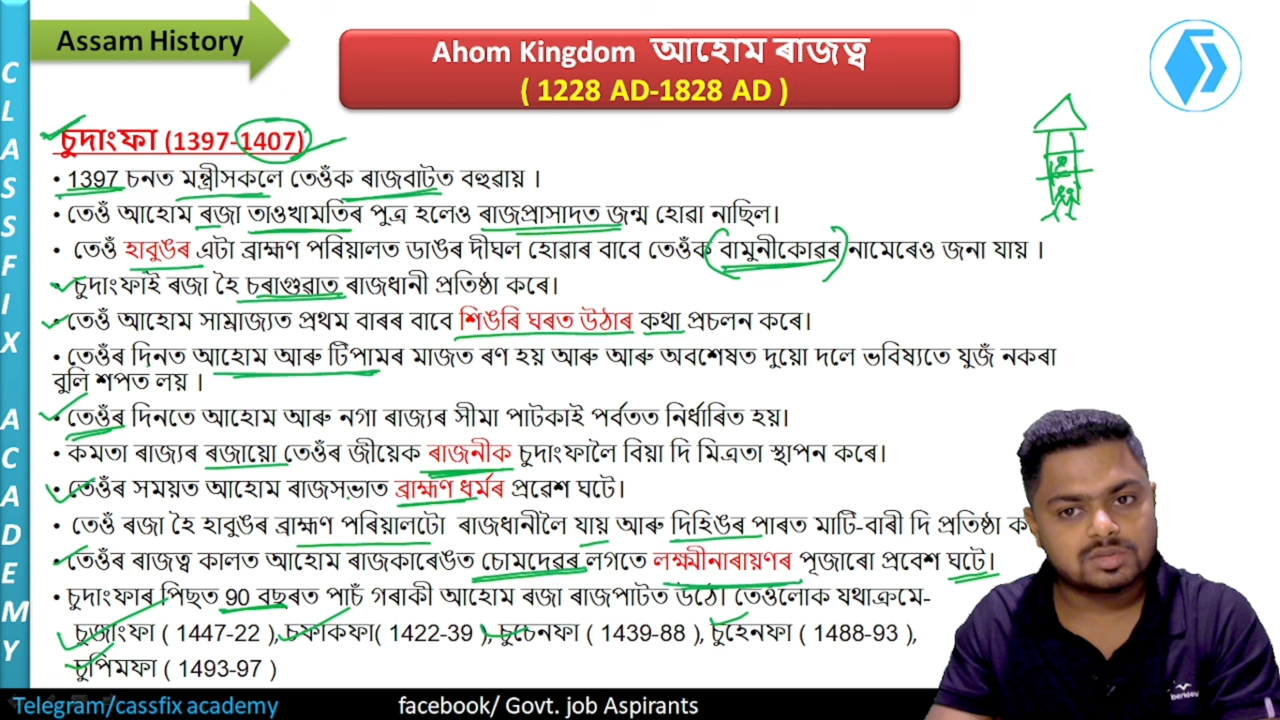 Assam History
Ahom Kingdom আহোম ৰাজত্ব
( 1228 AD-1828 AD )
CLASSFIX ACADEMY
চুদাংফা (1397-1407)
• 1397 চনত মন্ত্ৰীসকলে তেওঁক ৰাজবাটত বহুৱায় ।
• তেওঁ আহোম ৰজা তাওখামতিৰ পুত্ৰ হলেও ৰাজপ্ৰাসাদত জন্ম হোৱা নাছিল।
• তেওঁ হাবুঙৰ এটা ব্ৰাহ্মণ পৰিয়ালত ডাঙৰ দীঘল হোৱাৰ বাবে তেওঁক বামুনীকোৱৰ নামেৰেও জনা যায় ।
• চুদাংফাই ৰজা হৈ চৰাগুৱাত ৰাজধানী প্ৰতিষ্ঠা কৰে।
• তেওঁ আহোম সাম্ৰাজ্যত প্ৰথম বাৰৰ বাবে শিঙৰি ঘৰত উঠাৰ কথা প্ৰচলন কৰে।
• তেওঁৰ দিনত আহোম আৰু টিপামৰ মাজত ৰণ হয় আৰু আৰু অবশেষত দুয়ো দলে ভবিষ্যতে যুজঁ নকৰা
বুলি শপত লয় ।
• তেওঁৰ দিনতে আহোম আৰু নগা ৰাজ্যৰ সীমা পাটকাই পৰ্বতত নিৰ্ধাৰিত হয়।
• কমতা ৰাজ্যৰ ৰজায়ো তেওঁৰ জীয়েক ৰাজনীক চুদাংফালৈ বিয়া দি মিত্ৰতা স্থাপন কৰে।
• তেওঁৰ সময়ত আহোম ৰাজসভাত ব্ৰাহ্মণ ধৰ্মৰ প্ৰৱেশ ঘটে।
• তেওঁ ৰজা হৈ হাবুঙৰ ব্ৰাহ্মণ পৰিয়ালটো ৰাজধানীলৈ যায় আৰু দিহিঙৰ পাৰত মাটি-বাৰী দি প্ৰতিষ্ঠা ক
• তেওঁৰ ৰাজত্ব কালত আহোম ৰাজকাৰেঙত চোমদেৱৰ লগতে লক্ষ্মীনাৰায়ণৰ পূজাৰো প্ৰবেশ ঘটে।
• চুদাংফাৰ পিছত 90 বছৰত পাচঁ গৰাকী আহোম ৰজা ৰাজপাটত উঠে। তেওলোক যথাক্ৰমে-
চুজাংফা ( 1447-22 ), চফাকফা( 1422-39 ), চুচেনফা ( 1439-88 ), চুহেনফা ( 1488-93 ),
চুপিমফা ( 1493-97 )
Telegram/cassfix academy facebook/ Govt. job Aspirants